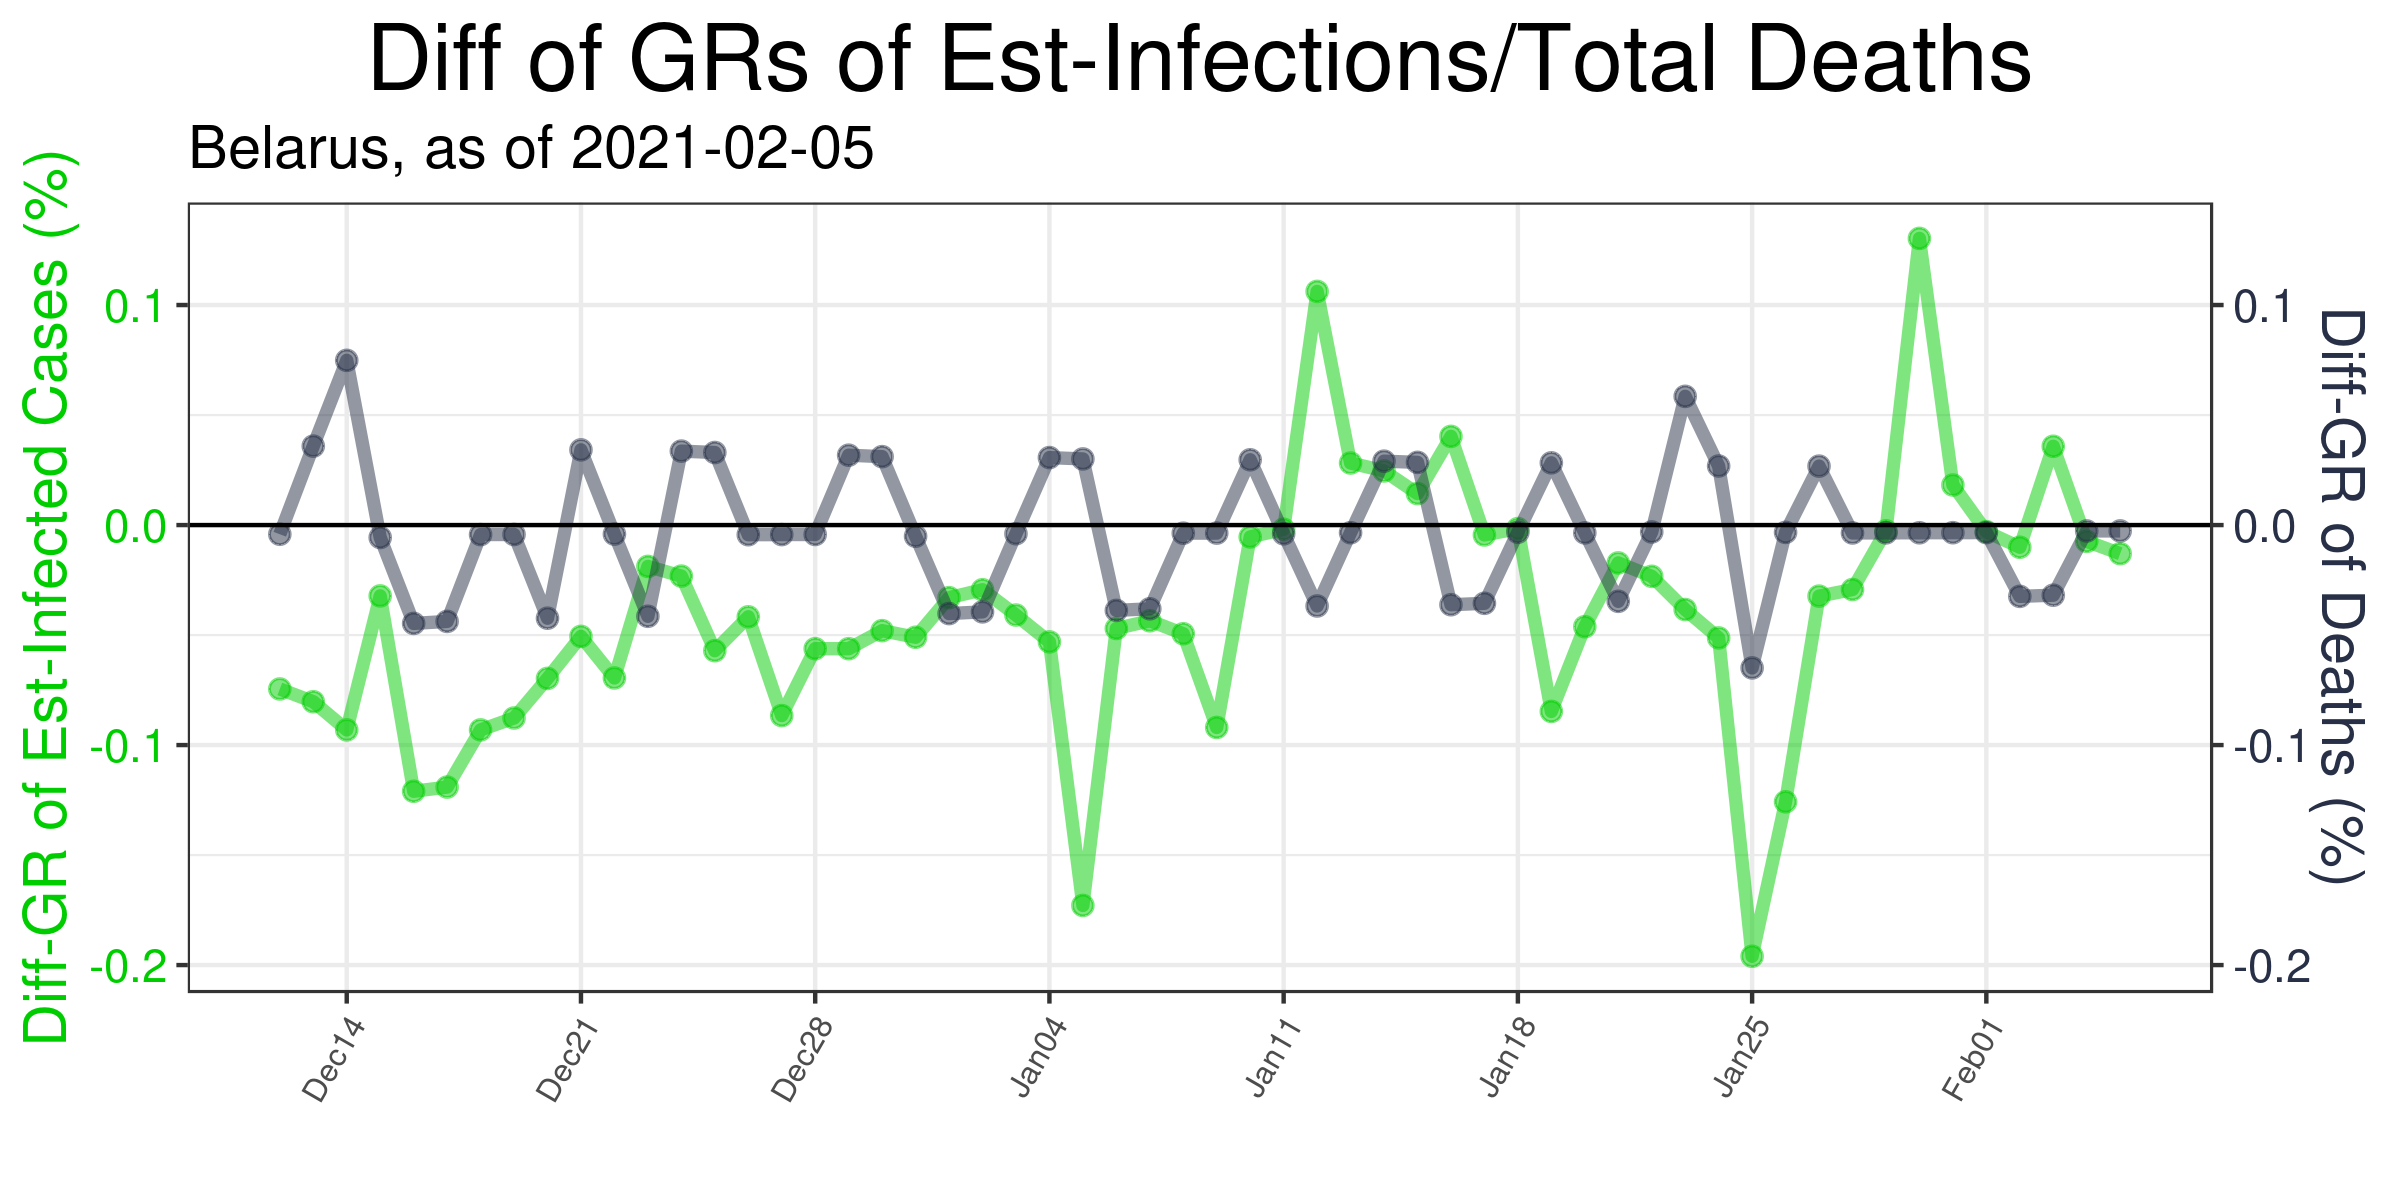 Diff of GRs of Est-Infections/Total Deaths
Belarus, as of 2021-02-05
Diff-GR of Est-Infected Cases (%)
0.1
0.0
-0.1
-0.2
0.1
0.0
-0.1
-0.2
Diff-GR of Deaths (%)
Dec14
Dec21
Dec28
Jan04
Jan11
Jan18
Jan25
Feb01